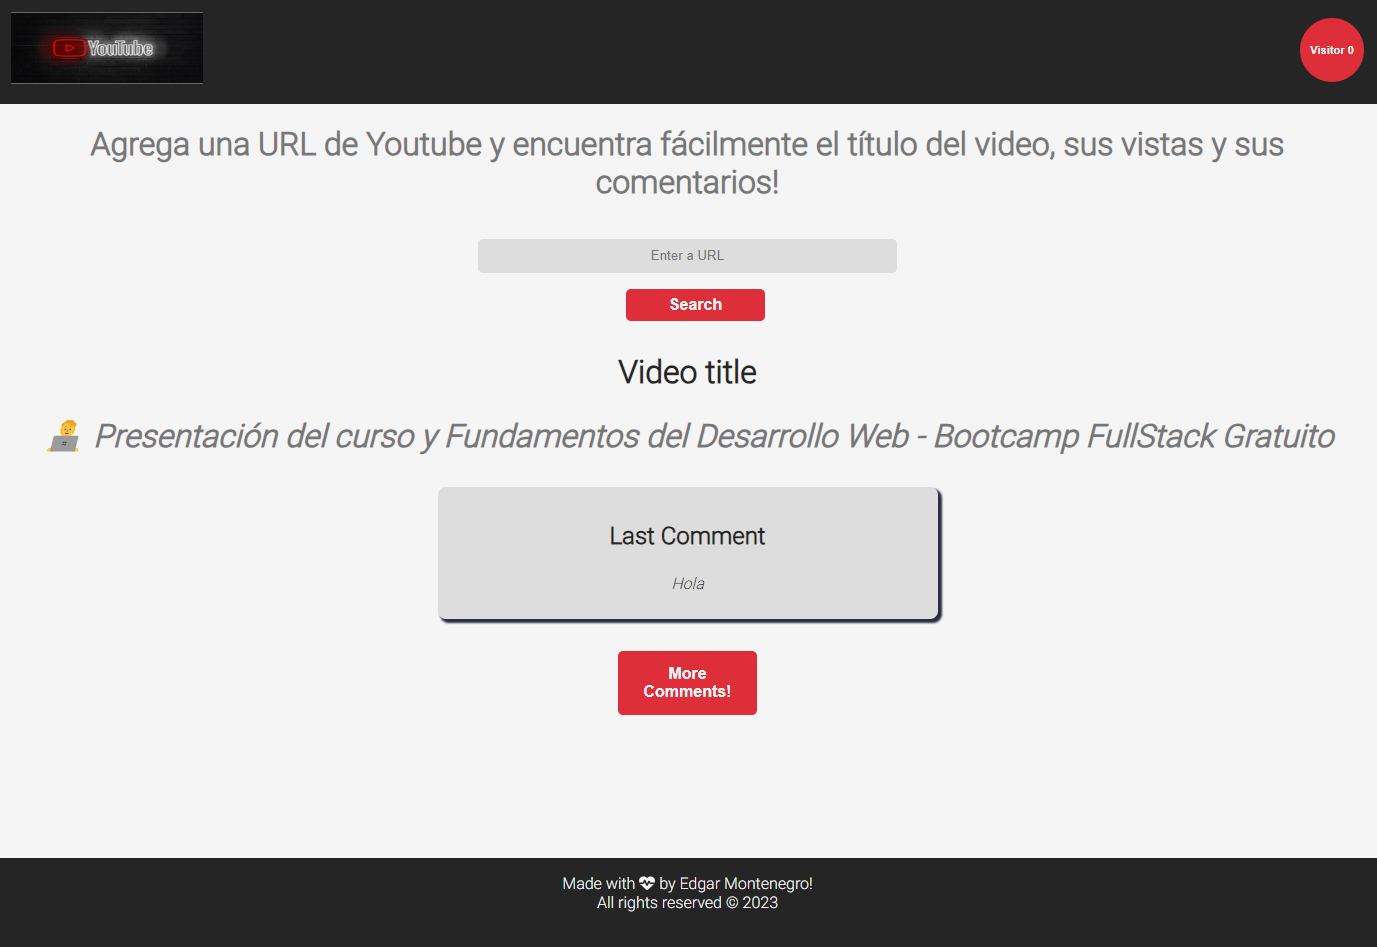 YouTube
Visitor 0
Agrega una URL de Youtube y encuentra fácilmente el título del video, sus vistas y sus
comentarios!
Enter a URL
Search
Video title
Presentación del curso y Fundamentos del Desarrollo Web - Bootcamp FullStack Gratuito
Last Comment
Hola
More
Comments!
Made with by Edgar Montenegro!
All rights reserved © 2023